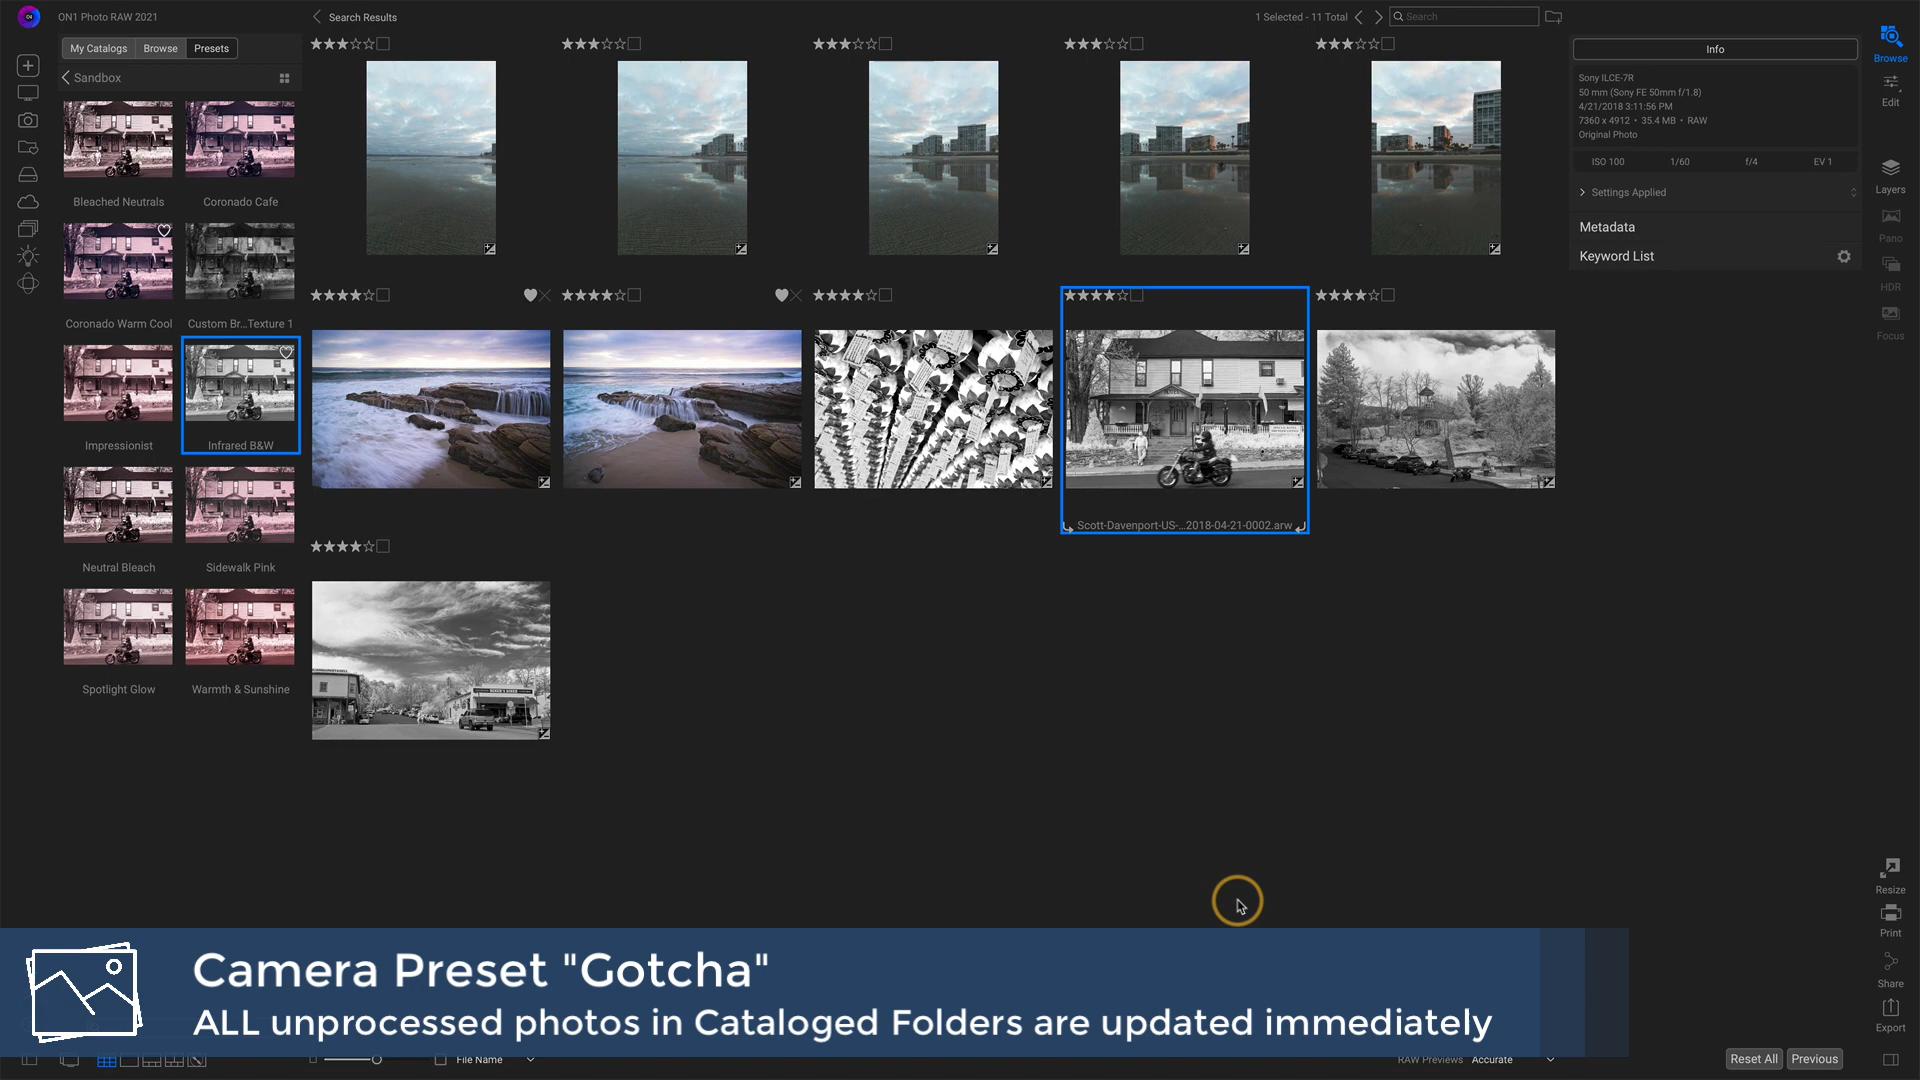 ON1 Photo RAW 2021
Search Results
1 Selected - 11 Total
Search
My Catalogs
Browse
Presets
Sandbox
Bleached Neutrals
Coronado Cafe
Coronado Warm Cool
Custom Br...Texture 1
Impressionist
Infrared B&W
Neutral Bleach
Sidewalk Pink
Spotlight Glow
Warmth & Sunshine
Scott-Davenport-US-...2018-04-21-0002.arw
Info
Sony ILCE-7R
50 mm (Sony FE 50mm f/1.8)
4/21/2018 3:11:56 PM
7360 x 4912 • 35.4 MB • RAW
Original Photo
ISO 100
1/60
f/4
EV 1
Settings Applied
Metadata
Keyword List
Browse
Edit
Layers
Pano
HDR
Focus
Resize
Print
Share
Export
Camera Preset "Gotcha"
ALL unprocessed photos in Cataloged Folders are updated immediately
File Name
RAW Previews Accurate
Reset All
Previous